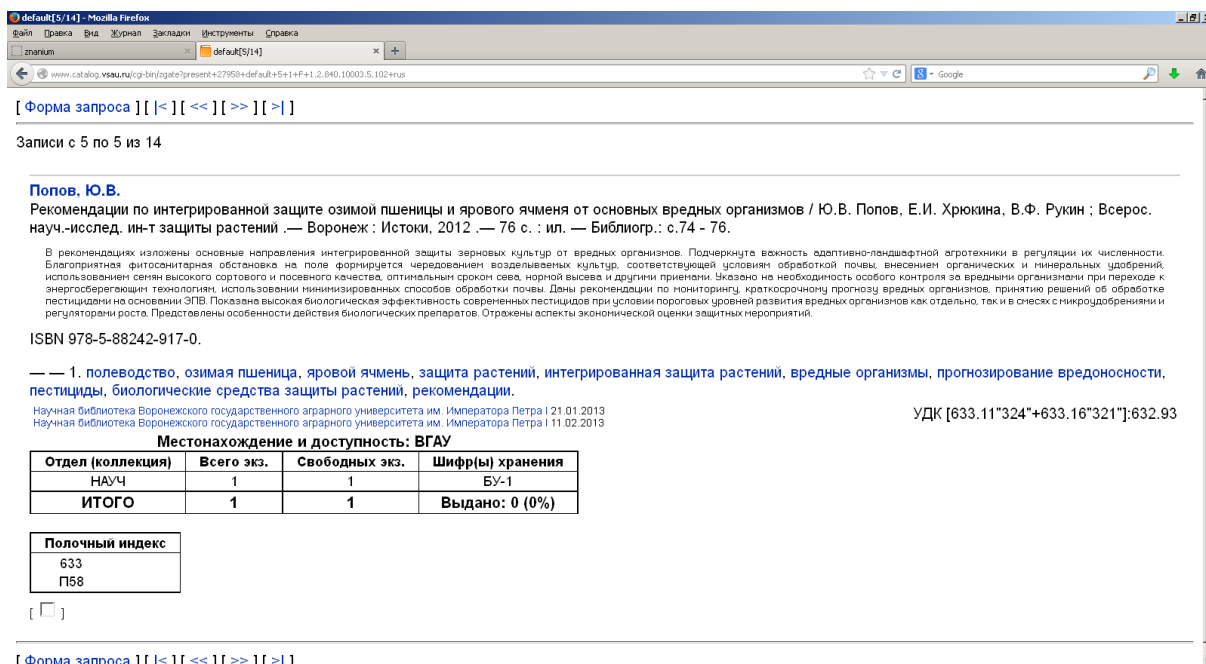 default[5/14] - Mozilla Firefox
Файл Правка Вид Журнал Закладки Инструменты Справка
znanium × default[5/14] × +
www.catalog.vsau.ru/cgi-bin/zgate?present+27958+default+5+1+F+1.2.840.10003.5.102+rus Google
[ Форма запроса ] [ |< ] [ << ] [ >> ] [ >| ]
Записи с 5 по 5 из 14
Попов, Ю.В.
Рекомендации по интегрированной защите озимой пшеницы и ярового ячменя от основных вредных организмов / Ю.В. Попов, Е.И. Хрюкина, В.Ф. Рукин ; Всерос.
науч.-исслед. ин-т защиты растений .— Воронеж : Истоки, 2012 .— 76 с. : ил. — Библиогр.: с.74 - 76.
В рекомендациях изложены основные направления интегрированной защиты зерновых культур от вредных организмов. Подчеркнута важность адаптивно-ландшафтной агротехники в регуляции их численности.
Благоприятная фитосанитарная обстановка на поле формируется чередованием возделываемых культур, соответствующей условиям обработкой почвы, внесением органических и минеральных удобрений,
использованием семян высокого сортового и посевного качества, оптимальным сроком сева, нормой высева и другими приемами. Указано на необходимость особого контроля за вредными организмами при переходе к
энергосберегающим технологиям, использовании минимизированных способов обработки почвы. Даны рекомендации по мониторингу, краткосрочному прогнозу вредных организмов, принятию решений об обработке
пестицидами на основании ЭПВ. Показана высокая биологическая эффективность современных пестицидов при условии пороговых уровней развития вредных организмов как отдельно, так и в смесях с микроудобрениями и
регуляторами роста. Представлены особенности действия биологических препаратов. Отражены аспекты экономической оценки защитных мероприятий.
ISBN 978-5-88242-917-0.
— — 1. полеводство, озимая пшеница, яровой ячмень, защита растений, интегрированная защита растений, вредные организмы, прогнозирование вредоносности,
пестициды, биологические средства защиты растений, рекомендации.
Научная библиотека Воронежского государственного аграрного университета им. Императора Петра I 21.01.2013 УДК [633.11"324"+633.16"321"]:632.93
Научная библиотека Воронежского государственного аграрного университета им. Императора Петра I 11.02.2013
Местонахождение и доступность: ВГАУ
Отдел (коллекция) Всего экз. Свободных экз. Шифр(ы) хранения
НАУЧ 1 1 БУ-1
ИТОГО 1 1 Выдано: 0 (0%)
Полочный индекс
633
П58
[ ]
[ Форма запроса ] [ |< ] [ << ] [ >> ] [ >| ]